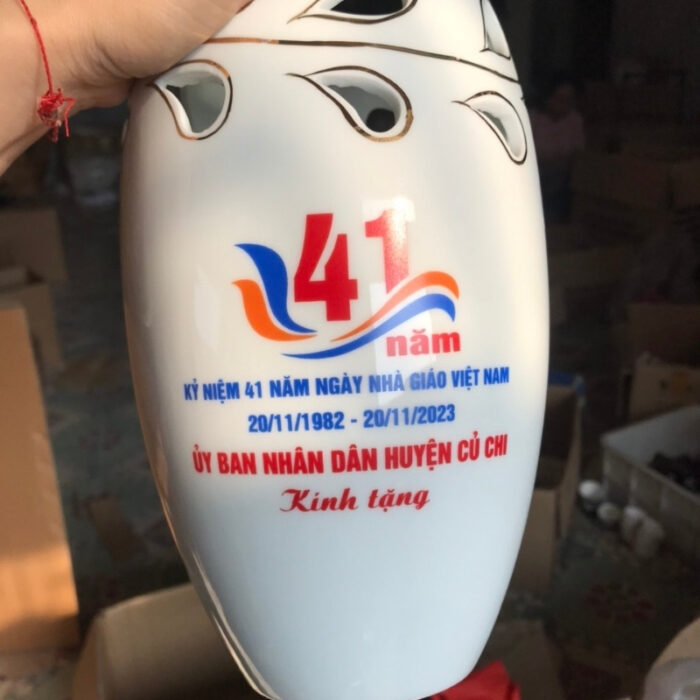 41
năm
KỶ NIỆM 41 NĂM NGÀY NHÀ GIÁO VIỆT NAM
20/11/1982 - 20/11/2023
ỦY BAN NHÂN DÂN HUYỆN CỦ CHI
Kính tặng